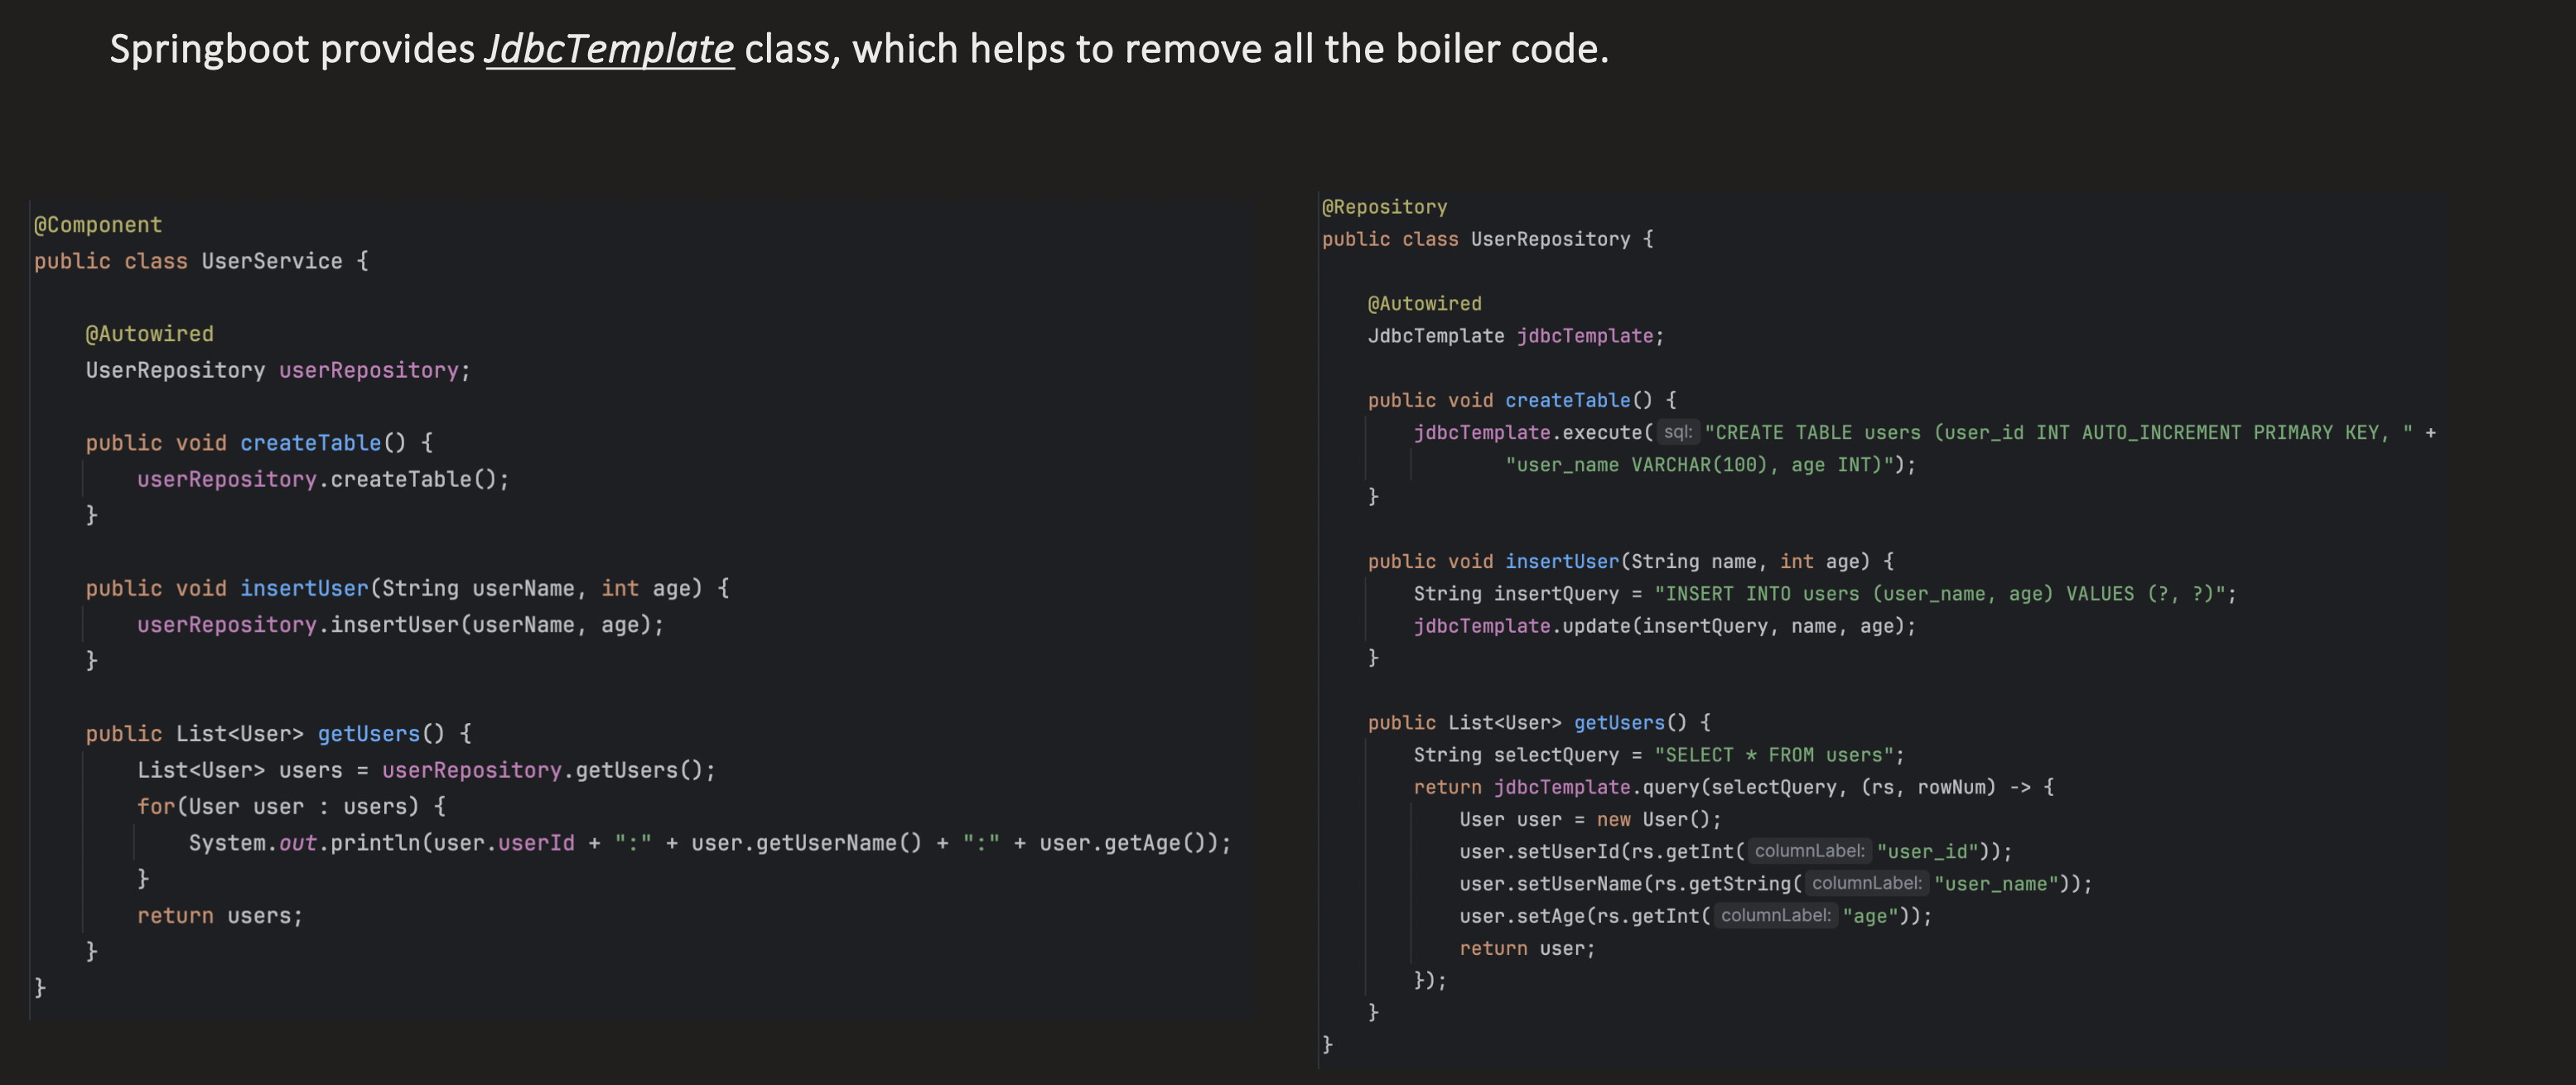 Springboot provides JdbcTemplate class, which helps to remove all the boiler code.
@Component
public class UserService {
@Autowired
UserRepository userRepository;
public void createTable() {
userRepository.createTable();
}
public void insertUser(String userName, int age) {
userRepository.insertUser(userName, age);
}
public List<User> getUsers() {
List<User> users = userRepository.getUsers();
for(User user : users) {
System.out.println(user.userId + ":" + user.getUserName() + ":" + user.getAge());
}
return users;
}
}
@Repository
public class UserRepository {
@Autowired
JdbcTemplate jdbcTemplate;
public void createTable() {
jdbcTemplate.execute( sql: "CREATE TABLE users (user_id INT AUTO_INCREMENT PRIMARY KEY, " +
"user_name VARCHAR(100), age INT)");
}
public void insertUser(String name, int age) {
String insertQuery = "INSERT INTO users (user_name, age) VALUES (?, ?)";
jdbcTemplate.update(insertQuery, name, age);
}
public List<User> getUsers() {
String selectQuery = "SELECT * FROM users";
return jdbcTemplate.query(selectQuery, (rs, rowNum) -> {
User user = new User();
user.setUserId(rs.getInt( columnLabel: "user_id"));
user.setUserName(rs.getString( columnLabel: "user_name"));
user.setAge(rs.getInt( columnLabel: "age"));
return user;
});
}
}